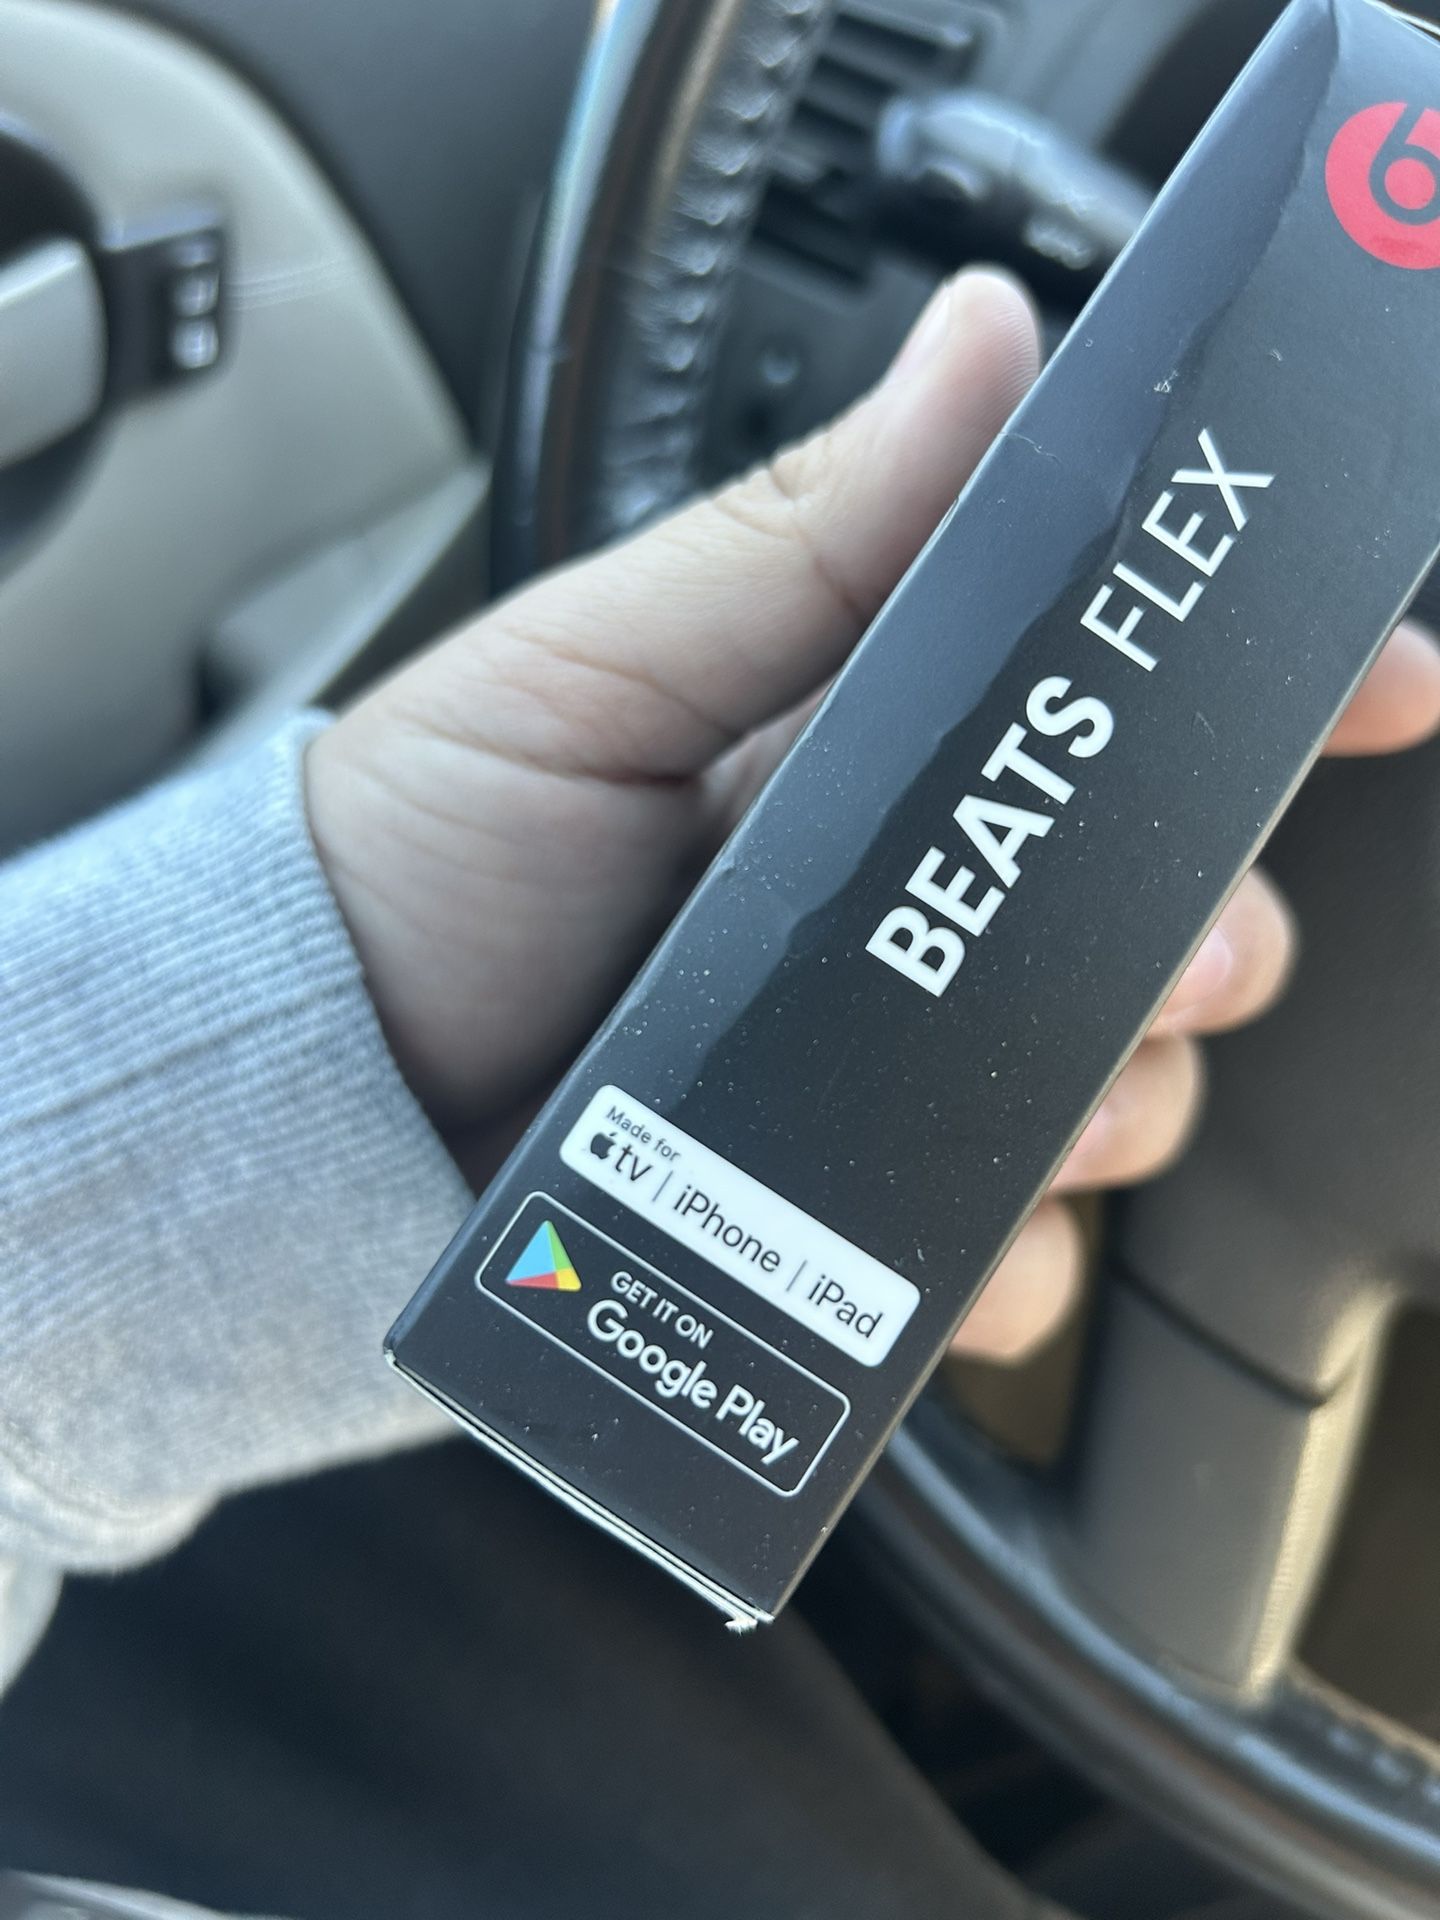 BEATS FLEX
Made for
tv | iPhone | iPad
GET IT ON
Google Play